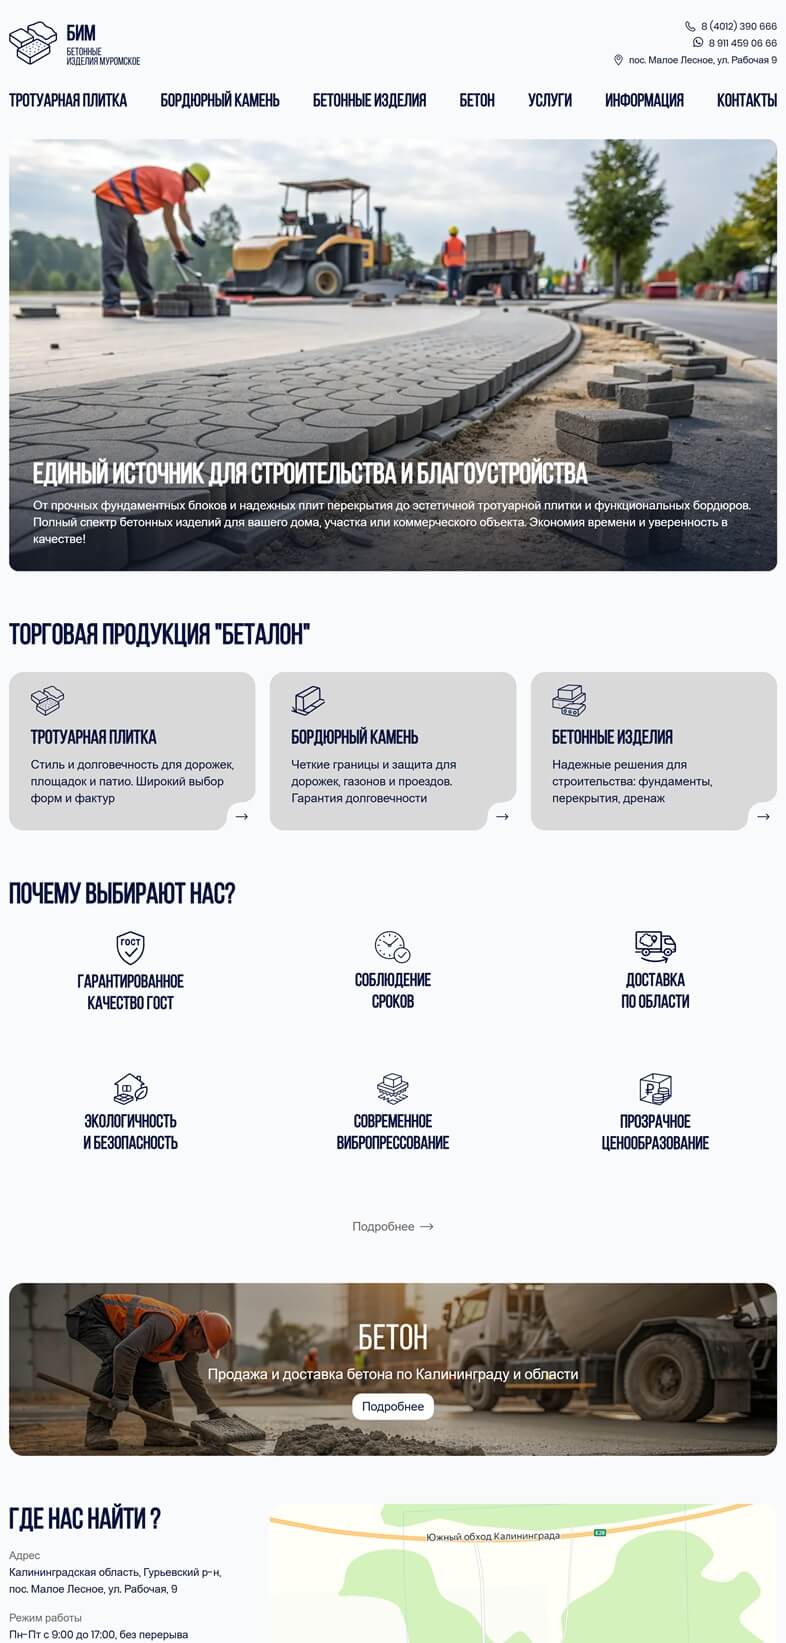 БИМ
БЕТОННЫЕ
ИЗДЕЛИЯ МУРОМСКОЕ
8 (4012) 390 666
8 911 459 06 66
пос. Малое Лесное, ул. Рабочая 9
ТРОТУАРНАЯ ПЛИТКА БОРДЮРНЫЙ КАМЕНЬ БЕТОННЫЕ ИЗДЕЛИЯ БЕТОН УСЛУГИ ИНФОРМАЦИЯ КОНТАКТЫ
ЕДИНЫЙ ИСТОЧНИК ДЛЯ СТРОИТЕЛЬСТВА И БЛАГОУСТРОЙСТВА
От прочных фундаментных блоков и надежных плит перекрытия до эстетичной тротуарной плитки и функциональных бордюров.
Полный спектр бетонных изделий для вашего дома, участка или коммерческого объекта. Экономия времени и уверенность в
качестве!
ТОРГОВАЯ ПРОДУКЦИЯ "БЕТАЛОН"
ТРОТУАРНАЯ ПЛИТКА
Стиль и долговечность для дорожек,
площадок и патио. Широкий выбор
форм и фактур
→
БОРДЮРНЫЙ КАМЕНЬ
Четкие границы и защита для
дорожек, газонов и проездов.
Гарантия долговечности
→
БЕТОННЫЕ ИЗДЕЛИЯ
Надежные решения для
строительства: фундаменты,
перекрытия, дренаж
→
ПОЧЕМУ ВЫБИРАЮТ НАС?
ГОСТ
ГАРАНТИРОВАННОЕ
КАЧЕСТВО ГОСТ
СОБЛЮДЕНИЕ
СРОКОВ
ДОСТАВКА
ПО ОБЛАСТИ
ЭКОЛОГИЧНОСТЬ
И БЕЗОПАСНОСТЬ
СОВРЕМЕННОЕ
ВИБРОПРЕССОВАНИЕ
₽
ПРОЗРАЧНОЕ
ЦЕНООБРАЗОВАНИЕ
Подробнее →
БЕТОН
Продажа и доставка бетона по Калининграду и области
Подробнее
ГДЕ НАС НАЙТИ ?
Адрес
Калининградская область, Гурьевский р-н,
пос. Малое Лесное, ул. Рабочая, 9
Режим работы
Пн-Пт с 9:00 до 17:00, без перерыва
Южный обход Калининграда
E28